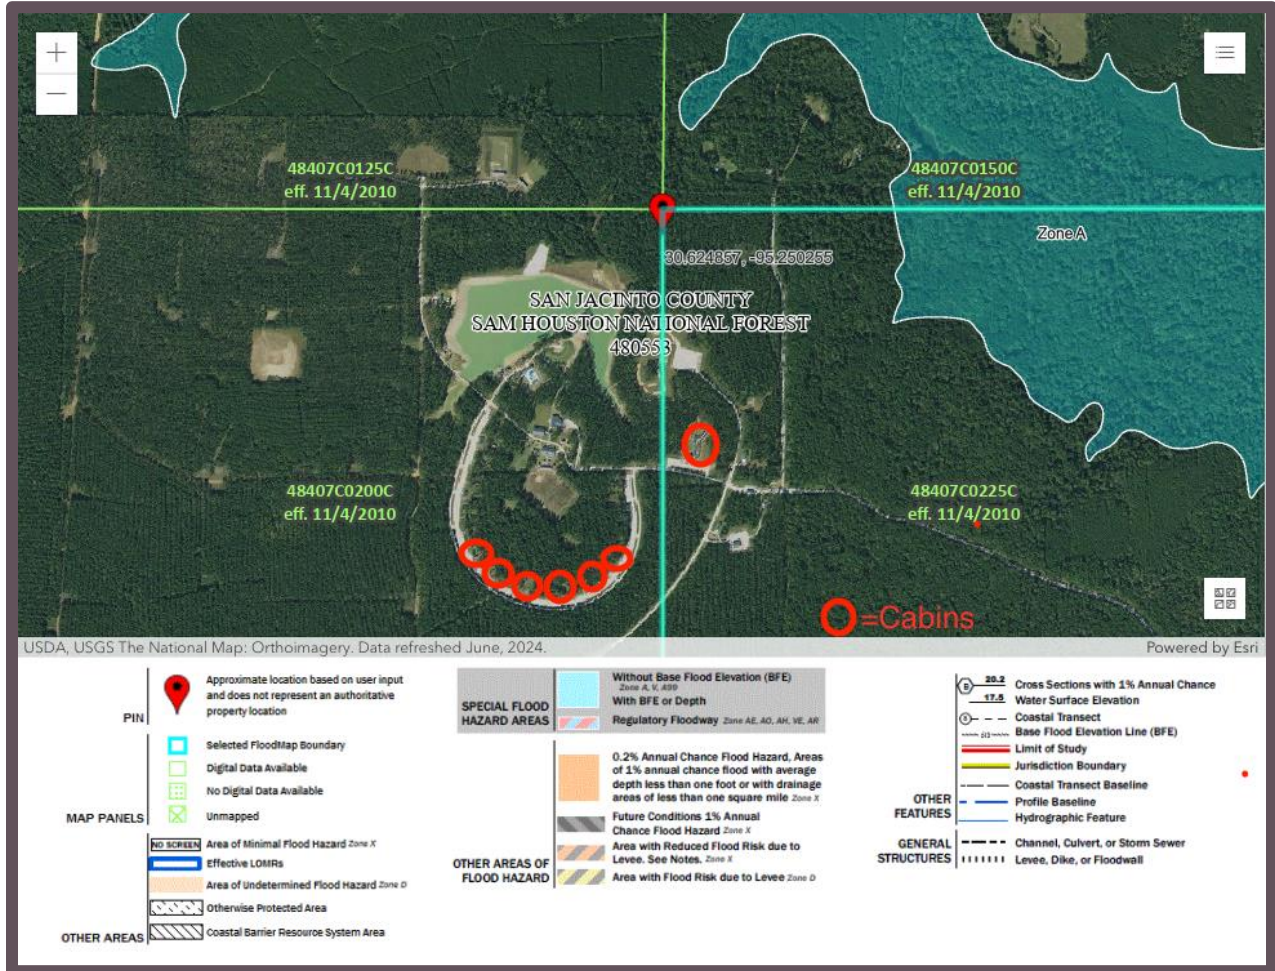 +
−
48407C0125C
eff. 11/4/2010
48407C0150C
eff. 11/4/2010
Zone A
30.624857, -95.250255
SAN JACINTO COUNTY
SAM HOUSTON NATIONAL FOREST
480553
48407C0200C
eff. 11/4/2010
48407C0225C
eff. 11/4/2010
=Cabins
USDA, USGS The National Map: Orthoimagery. Data refreshed June, 2024.
Powered by Esri
PIN
Approximate location based on user input
and does not represent an authoritative
property location
MAP PANELS
Selected FloodMap Boundary
Digital Data Available
No Digital Data Available
Unmapped
OTHER AREAS
NO SCREEN Area of Minimal Flood Hazard Zone X
Effective LOMRs
Area of Undetermined Flood Hazard Zone D
Otherwise Protected Area
Coastal Barrier Resource System Area
SPECIAL FLOOD
HAZARD AREAS
Without Base Flood Elevation (BFE)
Zone A, V, A99
With BFE or Depth
Regulatory Floodway Zone AE, AO, AH, VE, AR
OTHER AREAS OF
FLOOD HAZARD
0.2% Annual Chance Flood Hazard, Areas
of 1% annual chance flood with average
depth less than one foot or with drainage
areas of less than one square mile Zone X
Future Conditions 1% Annual
Chance Flood Hazard Zone X
Area with Reduced Flood Risk due to
Levee. See Notes. Zone X
Area with Flood Risk due to Levee Zone D
OTHER
FEATURES
20.2 Cross Sections with 1% Annual Chance
17.5 Water Surface Elevation
Coastal Transect
Base Flood Elevation Line (BFE)
Limit of Study
Jurisdiction Boundary
Coastal Transect Baseline
Profile Baseline
Hydrographic Feature
GENERAL
STRUCTURES
Channel, Culvert, or Storm Sewer
Levee, Dike, or Floodwall